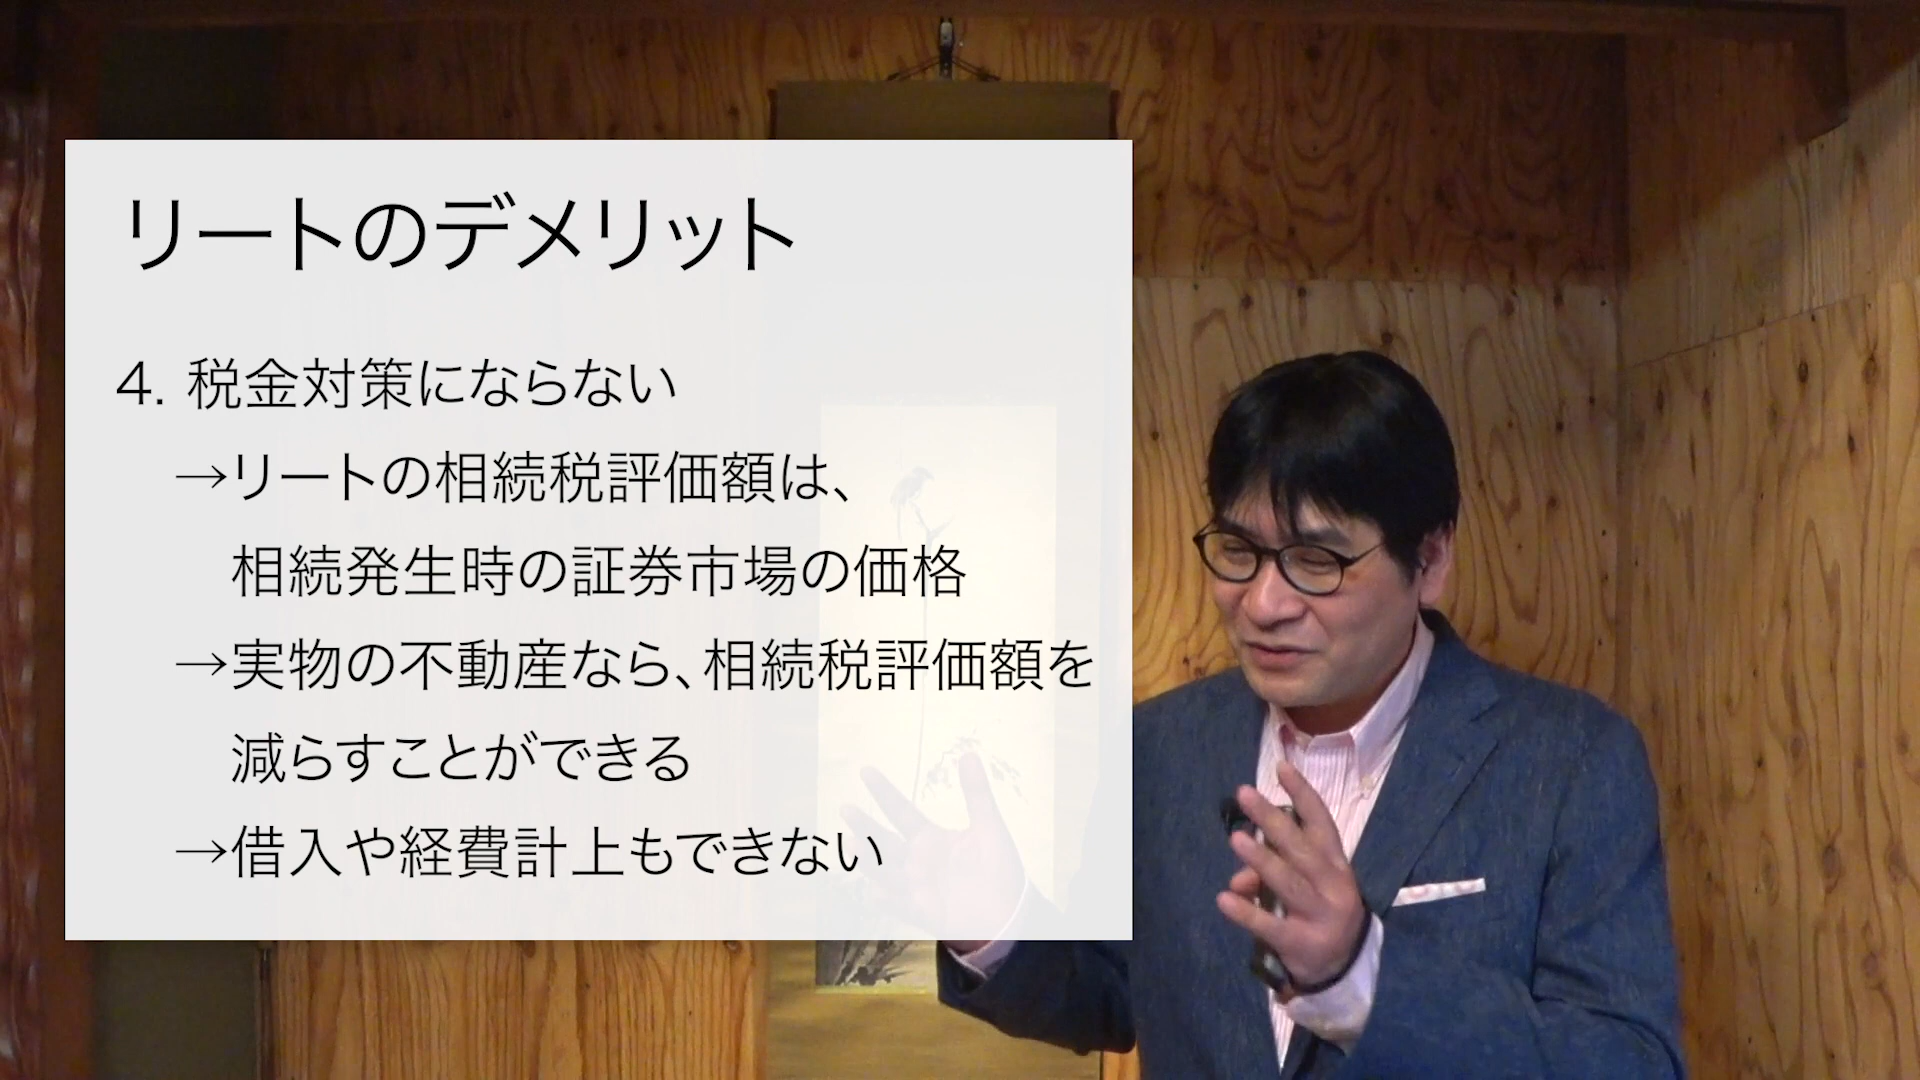 リートのデメリット
4. 税金対策にならない
→リートの相続税評価額は、
相続発生時の証券市場の価格
→実物の不動産なら、相続税評価額を
減らすことができる
→借入や経費計上もできない